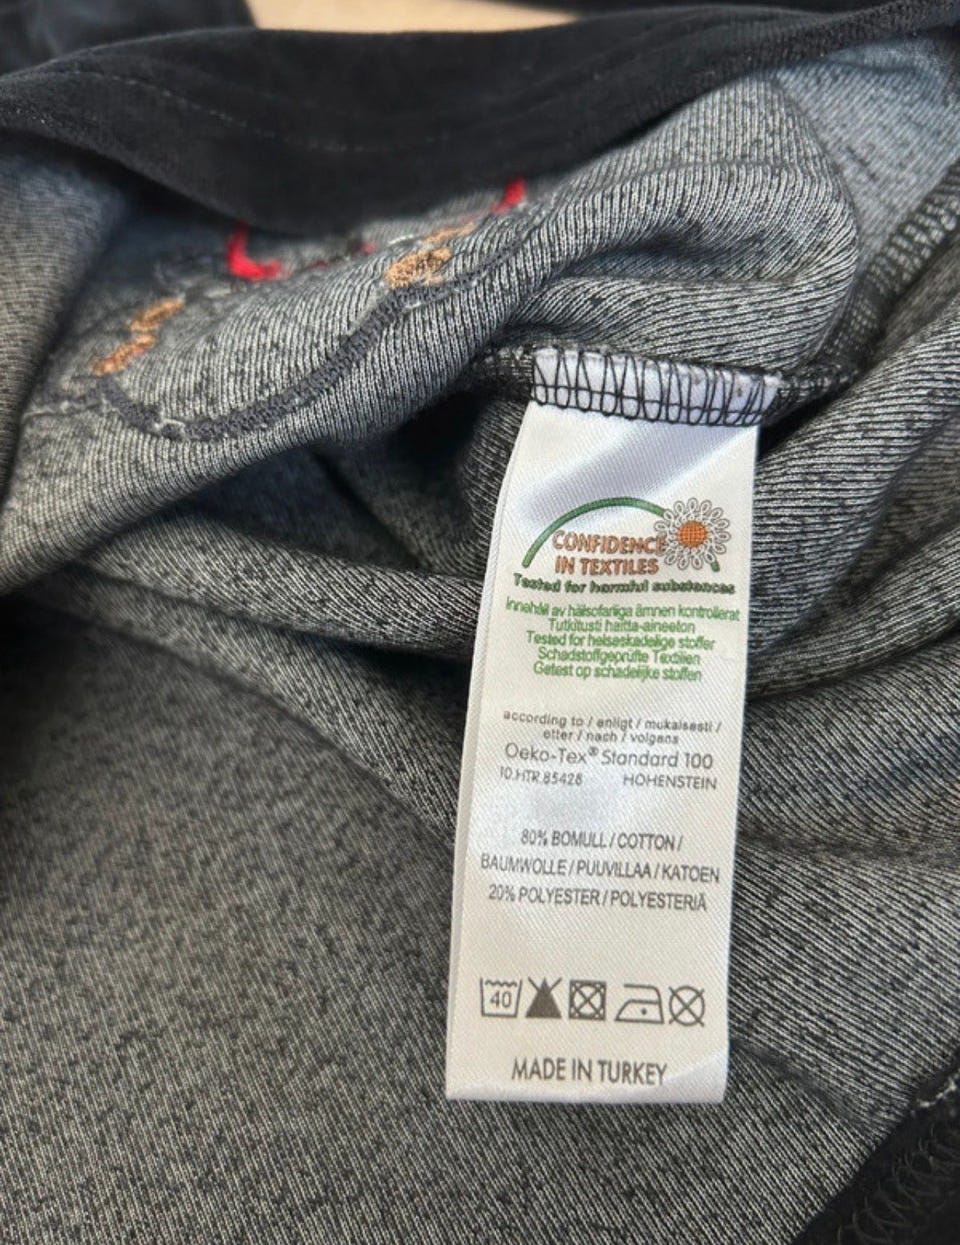 CONFIDENCE
IN TEXTILES
Tested for harmful substances
Innehåll av hälsofarliga ämnen kontrollerat
Tutkitusti haitta-aineeton
Tested for helseskadelige stoffer
Schadstoffgeprüfte Textilien
Getest op schadelijke stoffen
according to / enligt / mukaisesti /
etter / nach / volgens
Oeko-Tex® Standard 100
10.HTR.85428 HOHENSTEIN
80% BOMULL / COTTON /
BAUMWOLLE / PUUVILLAA / KATOEN
20% POLYESTER / POLYESTERIÄ
40
MADE IN TURKEY